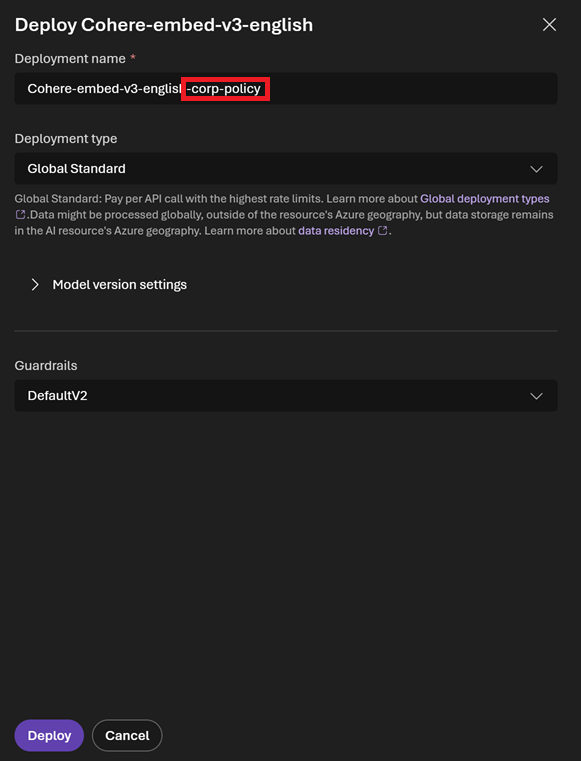 Deploy Cohere-embed-v3-english
Deployment name *
Cohere-embed-v3-english-corp-policy
Deployment type
Global Standard
Global Standard: Pay per API call with the highest rate limits. Learn more about Global deployment types
.Data might be processed globally, outside of the resource's Azure geography, but data storage remains
in the AI resource's Azure geography. Learn more about data residency .
Model version settings
Guardrails
DefaultV2
Deploy
Cancel